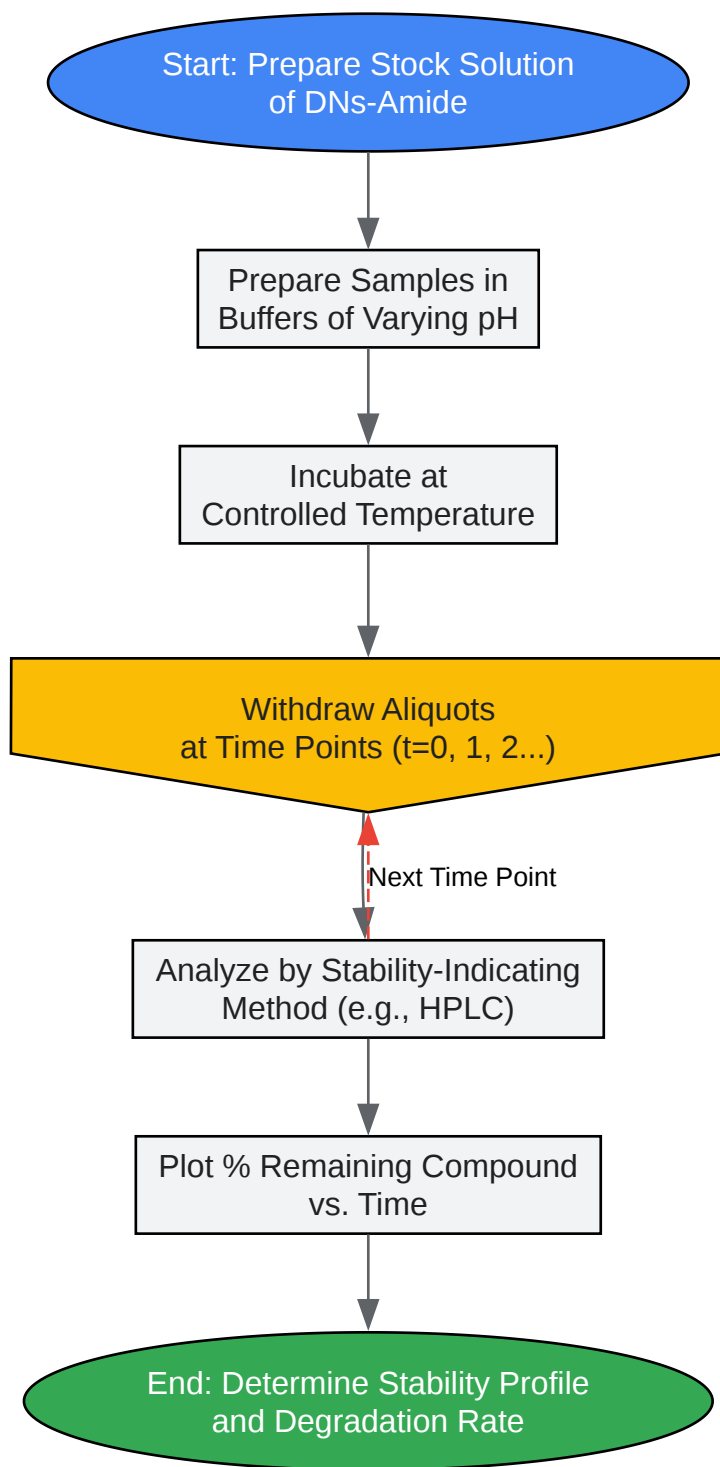 Start: Prepare Stock Solution
of DNs-Amide
Prepare Samples in
Buffers of Varying pH
Incubate at
Controlled Temperature
Withdraw Aliquots
at Time Points (t=0, 1, 2...)
Next Time Point
Analyze by Stability-Indicating
Method (e.g., HPLC)
Plot % Remaining Compound
vs. Time
End: Determine Stability Profile
and Degradation Rate